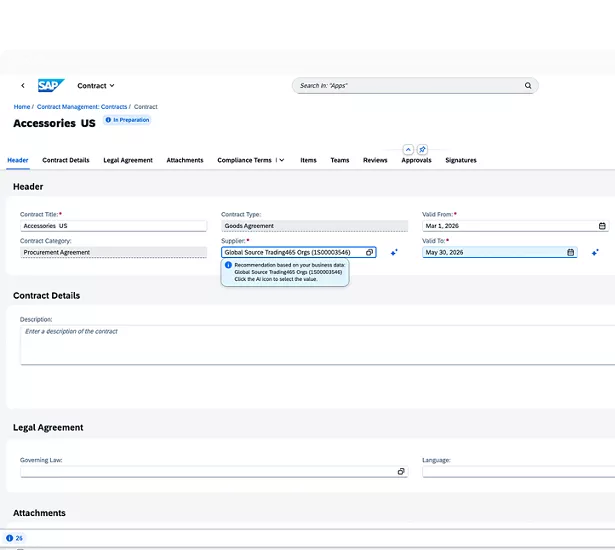 SAP Contract Search In: "Apps"
Home / Contract Management: Contracts / Contract
Accessories US In Preparation
Header Contract Details Legal Agreement Attachments Compliance Terms Items Teams Reviews Approvals Signatures
Header
Contract Title:* Contract Type: Valid From:*
Accessories US Goods Agreement Mar 1, 2026
Contract Category: Supplier:* Valid To:*
Procurement Agreement Global Source Trading465 Orgs (1S00003546) May 30, 2026
Recommendation based on your business data:
Global Source Trading465 Orgs (1S00003546)
Click the AI icon to select the value.
Contract Details
Description:
Enter a description of the contract
Legal Agreement
Governing Law: Language:
Attachments
26